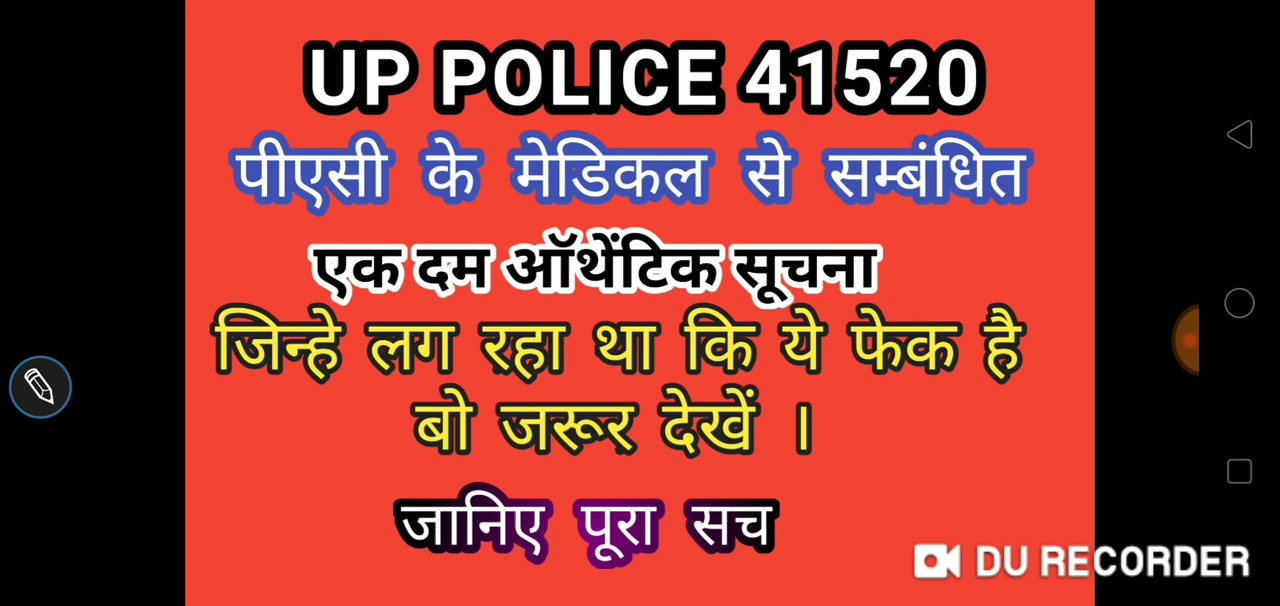 UP POLICE 41520
पीएसी के मेडिकल से सम्बंधित
एक दम ऑथेंटिक सूचना
जिन्हे लग रहा था कि ये फेक है
बो जरूर देखें ।
जानिए पूरा सच
DU RECORDER